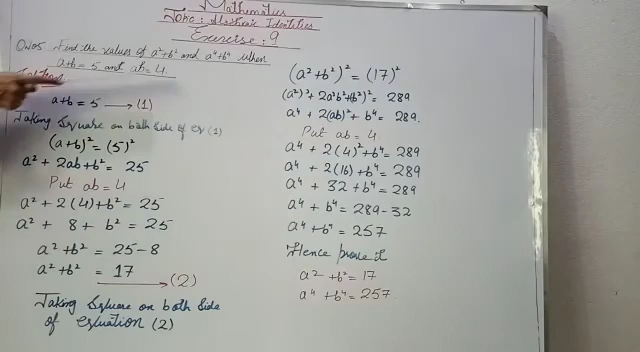 Mathematics
Topic: Algebraic Identities
Exercise: 9
QNo5 Find the values of a²+b² and a⁴+b⁴ when
a+b = 5 and ab = 4.
a+b = 5 → (1)
Taking Square on both Side of eq (1)
(a+b)² = (5)²
a² + 2ab + b² = 25
Put ab = 4
a² + 2(4) + b² = 25
a² + 8 + b² = 25
a² + b² = 25 - 8
a² + b² = 17 → (2)
Taking Square on both Side
of equation (2)
(a² + b²)² = (17)²
(a²)² + 2a²b² + (b²)² = 289
a⁴ + 2(ab)² + b⁴ = 289.
Put ab = 4
a⁴ + 2(4)² + b⁴ = 289
a⁴ + 2(16) + b⁴ = 289
a⁴ + 32 + b⁴ = 289
a⁴ + b⁴ = 289 - 32
a⁴ + b⁴ = 257
Hence prove it
a² + b² = 17
a⁴ + b⁴ = 257.